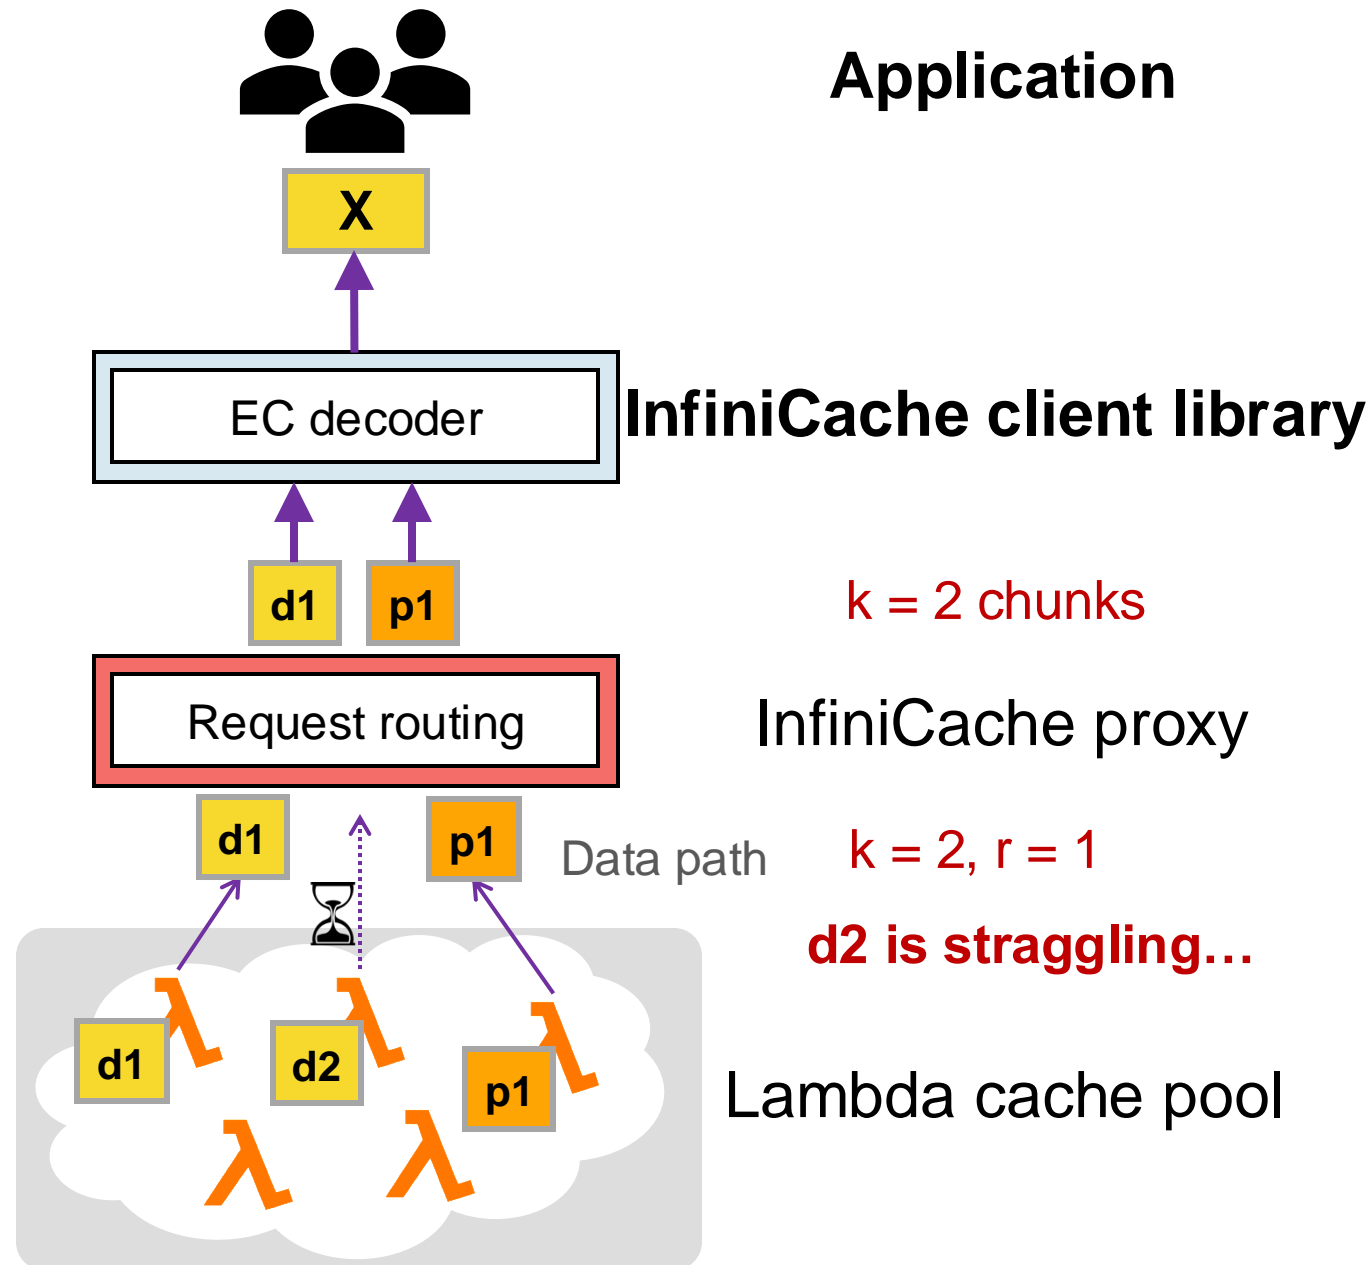 Application
X
EC decoder
InfiniCache client library
d1 p1
k = 2 chunks
Request routing
InfiniCache proxy
d1 p1
Data path
k = 2, r = 1
d2 is straggling…
λ λ λ
d1 d2 p1
Lambda cache pool
λ λ